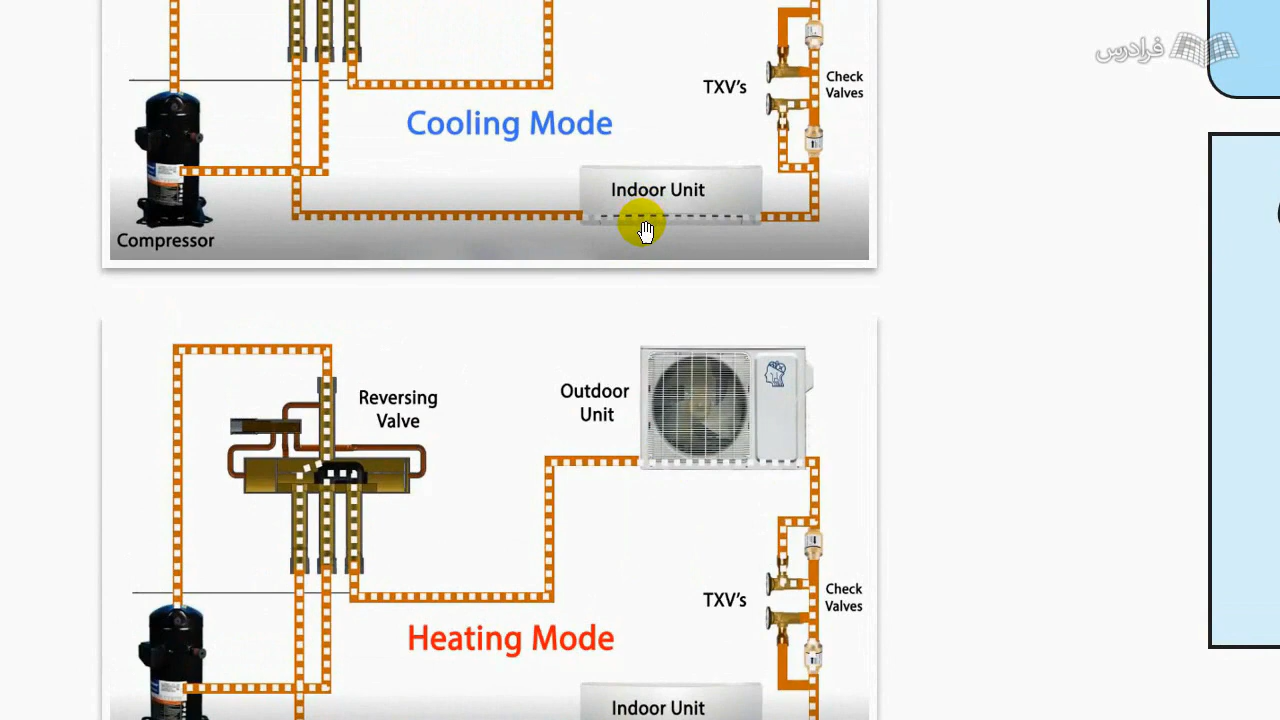 فرادرس
TXV's
Check
Valves
Cooling Mode
Indoor Unit
Compressor
Reversing
Valve
Outdoor
Unit
TXV's
Check
Valves
Heating Mode
Indoor Unit